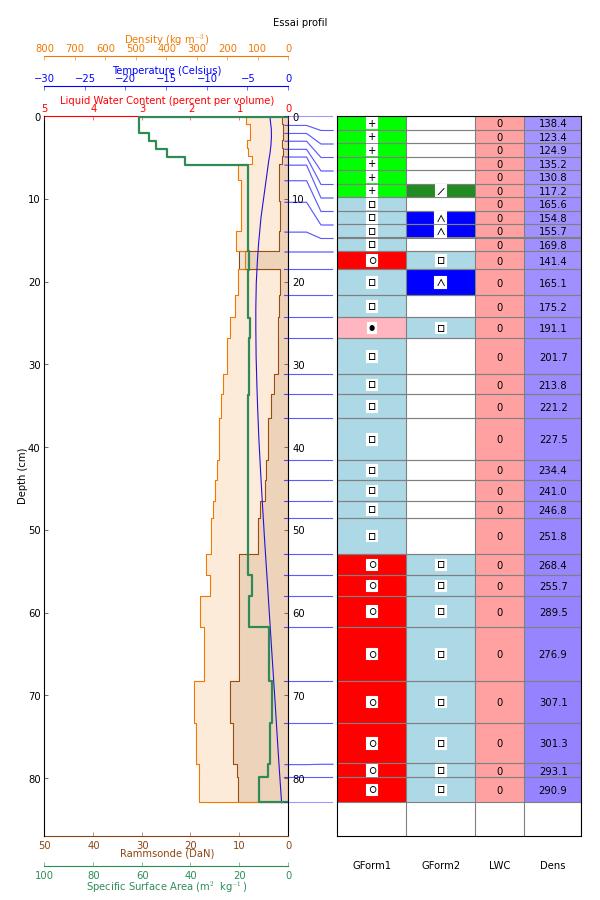 Essai profil
Density (kg m⁻³)
800 700 600 500 400 300 200 100 0
Temperature (Celsius)
−30 −25 −20 −15 −10 −5 0
Liquid Water Content (percent per volume)
5 4 3 2 1 0
0 0 + 0 138.4
+ 0 123.4
+ 0 124.9
+ 0 135.2
+ 0 130.8
+ / 0 117.2
10 10 □ 0 165.6
□ ∧ 0 154.8
□ ∧ 0 155.7
□ 0 169.8
○ □ 0 141.4
20 20 □ ∧ 0 165.1
□ 0 175.2
● □ 0 191.1
30 30 □ 0 201.7
□ 0 213.8
□ 0 221.2
40 40 □ 0 227.5
□ 0 234.4
□ 0 241.0
□ 0 246.8
Depth (cm)
50 50 □ 0 251.8
○ □ 0 268.4
○ □ 0 255.7
60 60 ○ □ 0 289.5
○ □ 0 276.9
70 70 ○ □ 0 307.1
○ □ 0 301.3
○ □ 0 293.1
80 80 ○ □ 0 290.9
50 40 30 20 10 0
Rammsonde (DaN)
GForm1 GForm2 LWC Dens
100 80 60 40 20 0
Specific Surface Area (m² kg⁻¹)